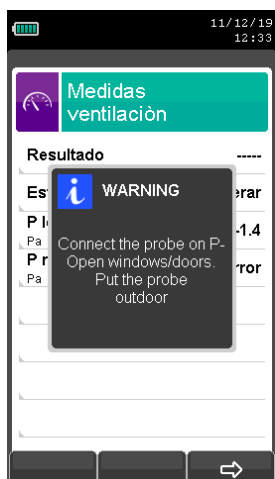 11/12/19
12:33
Medidas
ventilaciòn
Resultado -----
WARNING
Connect the probe on P-
Open windows/doors.
Put the probe
outdoor
-1.4
Pa
Pa